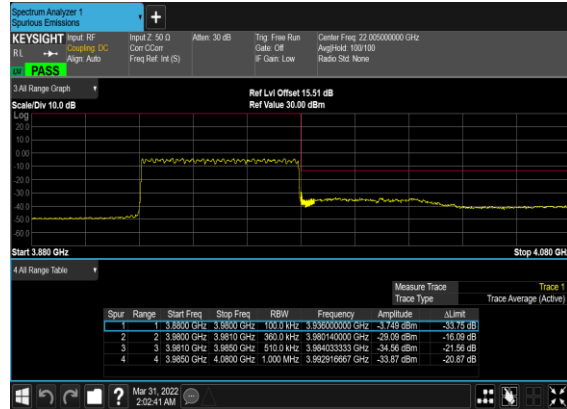 Spectrum Analyzer 1
Spurious Emissions
KEYSIGHT Input: RF Input Z: 50 Ω Atten: 30 dB Trig: Free Run Center Freq: 22.005000000 GHz
RL Coupling: DC Corr CCorr Gate: Off Avg|Hold: 100/100
Align: Auto Freq Ref: Int (S) IF Gain: Low Radio Std: None
PASS
3 All Range Graph
Ref Lvl Offset 15.51 dB
Scale/Div 10.0 dB Ref Value 30.00 dBm
Log
20.0
10.0
0.00
-10.0
-20.0
-30.0
-40.0
-50.0
-60.0
Start 3.880 GHz Stop 4.080 GH
4 All Range Table
Measure Trace Trace 1
Trace Type Trace Average (Active)
Spur Range Start Freq Stop Freq RBW Frequency Amplitude ΔLimit
1 1 3.8800 GHz 3.9800 GHz 100.0 kHz 3.936000000 GHz -3.749 dBm -33.75 dB
2 2 3.9800 GHz 3.9810 GHz 360.0 kHz 3.980140000 GHz -29.09 dBm -16.09 dB
3 3 3.9810 GHz 3.9850 GHz 510.0 kHz 3.984033333 GHz -34.56 dBm -21.56 dB
4 4 3.9850 GHz 4.0800 GHz 1.000 MHz 3.992916667 GHz -33.87 dBm -20.87 dB
? Mar 31, 2022
2:02:41 AM